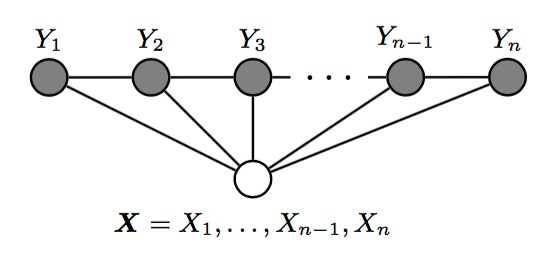 Y₁ Y₂ Y₃ Yₙ₋₁ Yₙ
· · ·
X = X₁, . . . , Xₙ₋₁, Xₙ